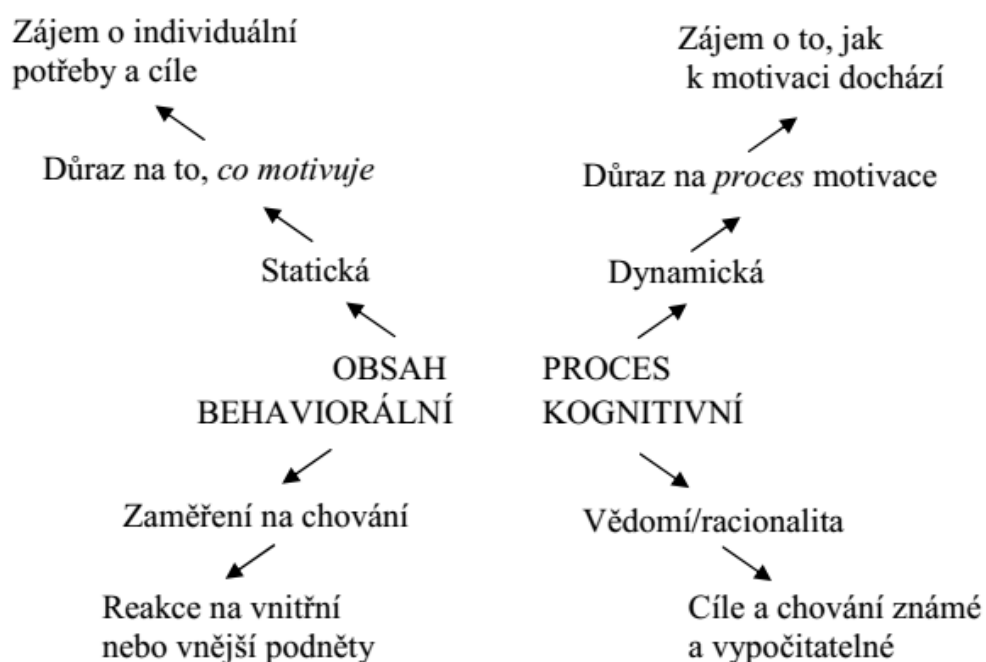 Zájem o individuální
potřeby a cíle
Zájem o to, jak
k motivaci dochází
Důraz na to, co motivuje
Důraz na proces motivace
Statická
Dynamická
OBSAH
PROCES
BEHAVIORÁLNÍ
KOGNITIVNÍ
Zaměření na chování
Vědomí/racionalita
Reakce na vnitřní
nebo vnější podněty
Cíle a chování známé
a vypočitatelné